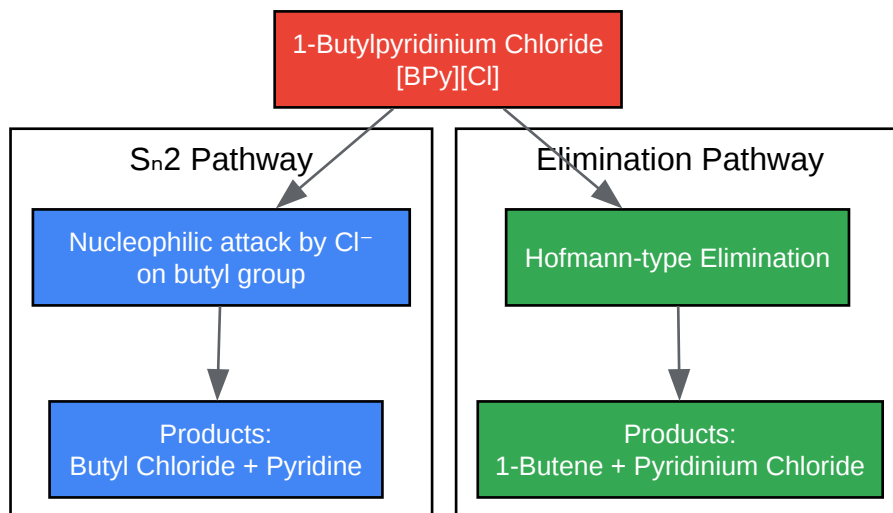 1-Butylpyridinium Chloride
[BPy][Cl]
Sₙ2 Pathway
Nucleophilic attack by Cl⁻
on butyl group
Products:
Butyl Chloride + Pyridine
Elimination Pathway
Hofmann-type Elimination
Products:
1-Butene + Pyridinium Chloride